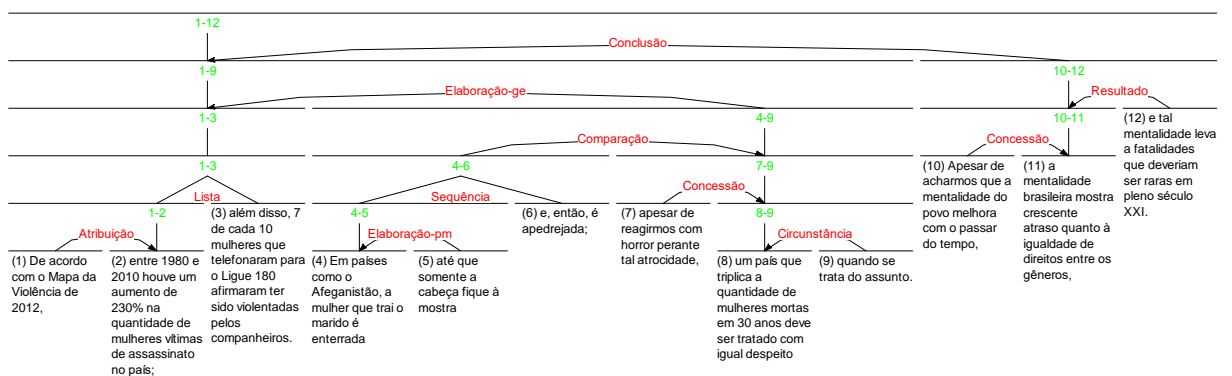 1-12
Conclusão
1-9
10-12
Elaboração-ge
Resultado
1-3
4-9
10-11
(12) e tal
mentalidade leva
a fatalidades
que deveriam
ser raras em
pleno século
XXI.
Comparação
Concessão
1-3
4-6
7-9
(10) Apesar de
acharmos que a
mentalidade do
povo melhora
com o passar
do tempo,
(11) a
mentalidade
brasileira mostra
crescente
atraso quanto à
igualdade de
direitos entre os
gêneros,
Lista
Sequência
Concessão
1-2
(3) além disso, 7
de cada 10
mulheres que
telefonaram para
o Ligue 180
afirmaram ter
sido violentadas
pelos
companheiros.
4-5
(6) e, então, é
apedrejada;
(7) apesar de
reagirmos com
horror perante
tal atrocidade,
8-9
Atribuição
Elaboração-pm
Circunstância
(1) De acordo
com o Mapa da
Violência de
2012,
(2) entre 1980 e
2010 houve um
aumento de
230% na
quantidade de
mulheres vítimas
de assassinato
no país;
(4) Em países
como o
Afeganistão, a
mulher que trai o
marido é
enterrada
(5) até que
somente a
cabeça fique à
mostra
(8) um país que
triplica a
quantidade de
mulheres mortas
em 30 anos deve
ser tratado com
igual despeito
(9) quando se
trata do assunto.